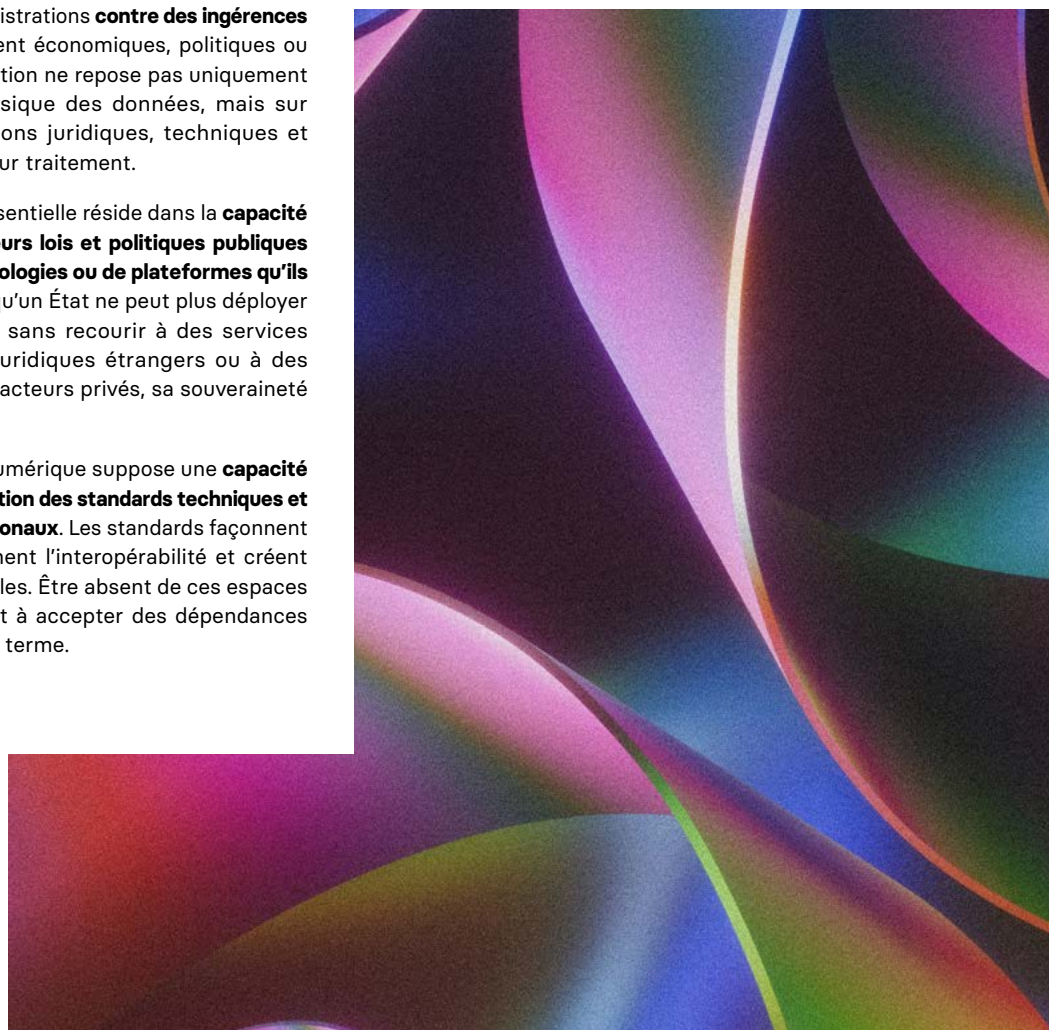 istrations contre des ingérences
ent économiques, politiques ou
tion ne repose pas uniquement
sique des données, mais sur
ons juridiques, techniques et
ur traitement.
sentielle réside dans la capacité
urs lois et politiques publiques
ologies ou de plateformes qu’ils
u’un État ne peut plus déployer
sans recourir à des services
uridiques étrangers ou à des
acteurs privés, sa souveraineté
umérique suppose une capacité
tion des standards techniques et
onaux. Les standards façonnent
nent l’interopérabilité et créent
les. Être absent de ces espaces
t à accepter des dépendances
terme.